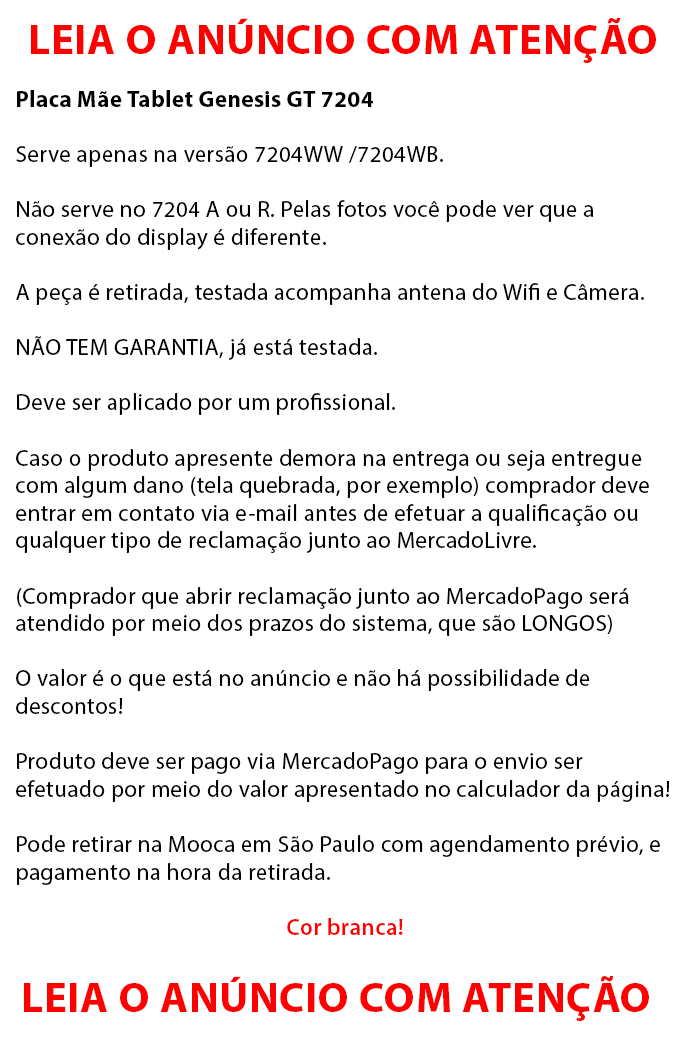 LEIA O ANÚNCIO COM ATENÇÃO
Placa Mãe Tablet Genesis GT 7204
Serve apenas na versão 7204WW /7204WB.
Não serve no 7204 A ou R. Pelas fotos você pode ver que a
conexão do display é diferente.
A peça é retirada, testada acompanha antena do Wifi e Câmera.
NÃO TEM GARANTIA, já está testada.
Deve ser aplicado por um profissional.
Caso o produto apresente demora na entrega ou seja entregue
com algum dano (tela quebrada, por exemplo) comprador deve
entrar em contato via e-mail antes de efetuar a qualificação ou
qualquer tipo de reclamação junto ao MercadoLivre.
(Comprador que abrir reclamação junto ao MercadoPago será
atendido por meio dos prazos do sistema, que são LONGOS)
O valor é o que está no anúncio e não há possibilidade de
descontos!
Produto deve ser pago via MercadoPago para o envio ser
efetuado por meio do valor apresentado no calculador da página!
Pode retirar na Mooca em São Paulo com agendamento prévio, e
pagamento na hora da retirada.
Cor branca!
LEIA O ANÚNCIO COM ATENÇÃO